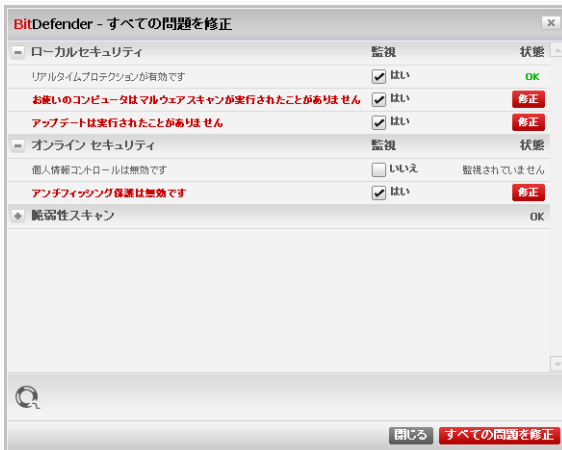 BitDefender - すべての問題を修正
ローカルセキュリティ 監視 状態
リアルタイムプロテクションが有効です はい OK
お使いのコンピュータはマルウェアスキャンが実行されたことがありません はい 修正
アップデートは実行されたことがありません はい 修正
オンライン セキュリティ 監視 状態
個人情報コントロールは無効です いいえ 監視されていません
アンチフィッシング保護は無効です はい 修正
脆弱性スキャン OK
閉じる すべての問題を修正